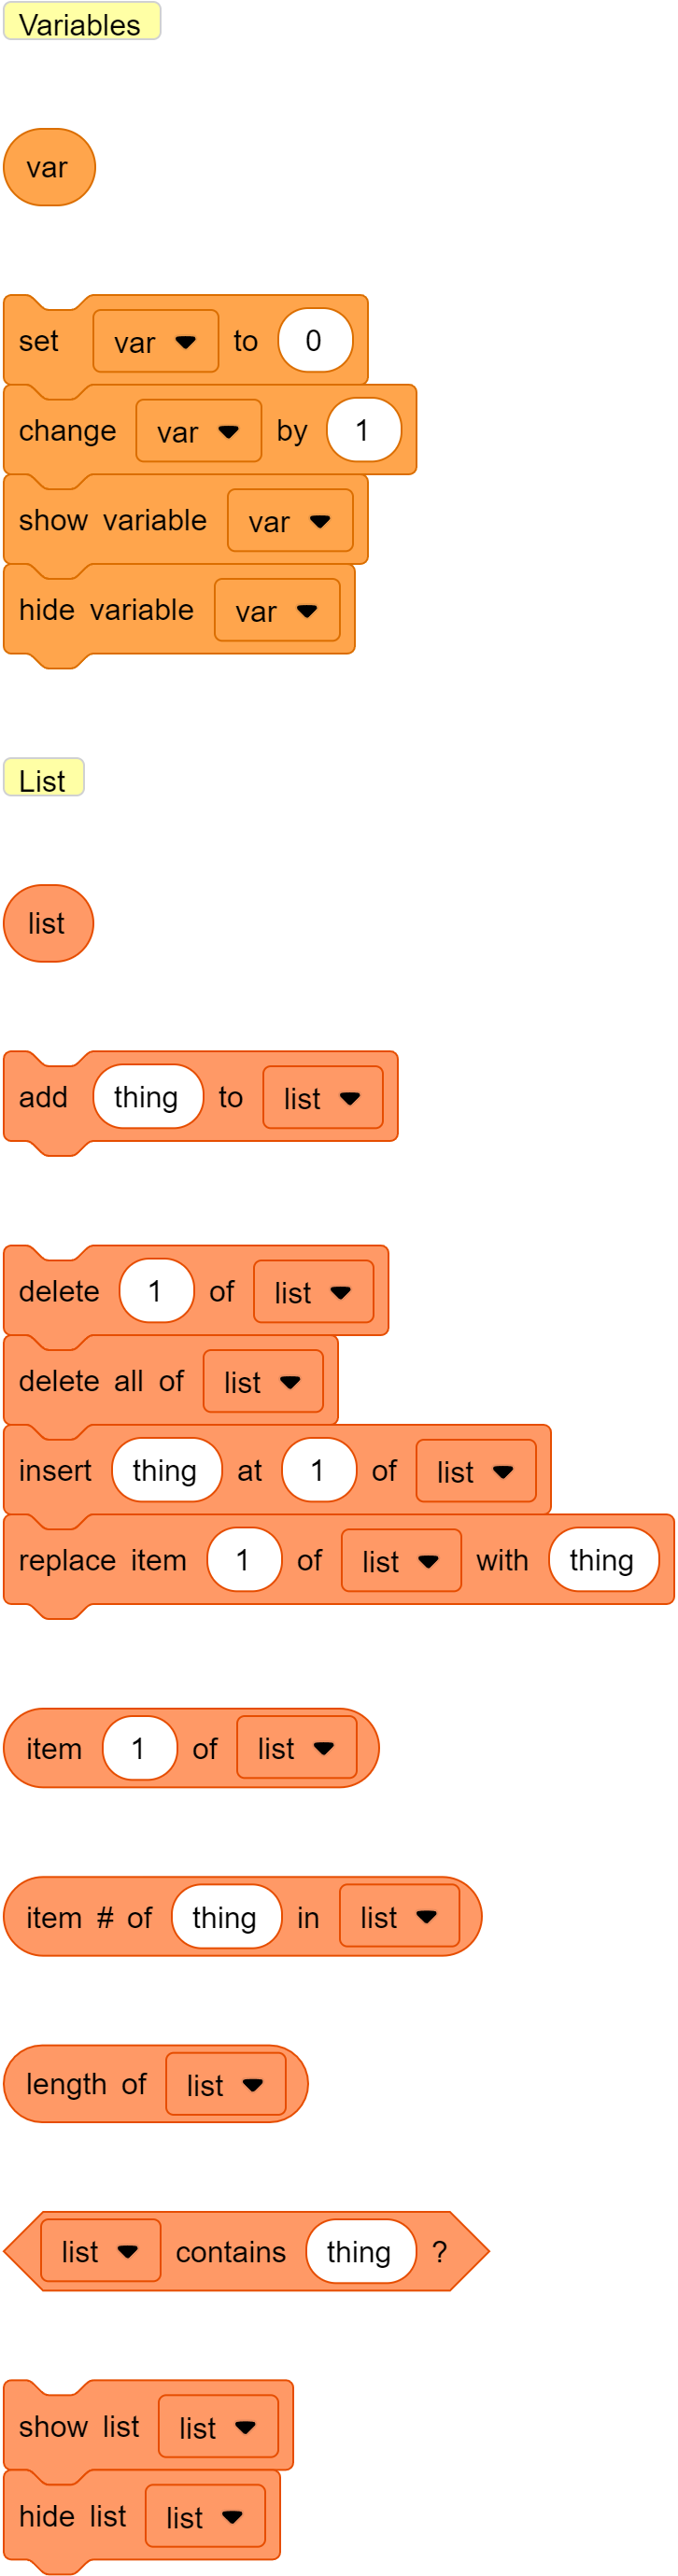 Variables
var
set var to 0
change var by 1
show variable var
hide variable var
List
list
add thing to list
delete 1 of list
delete all of list
insert thing at 1 of list
replace item 1 of list with thing
item 1 of list
item # of thing in list
length of list
list contains thing ?
show list list
hide list list